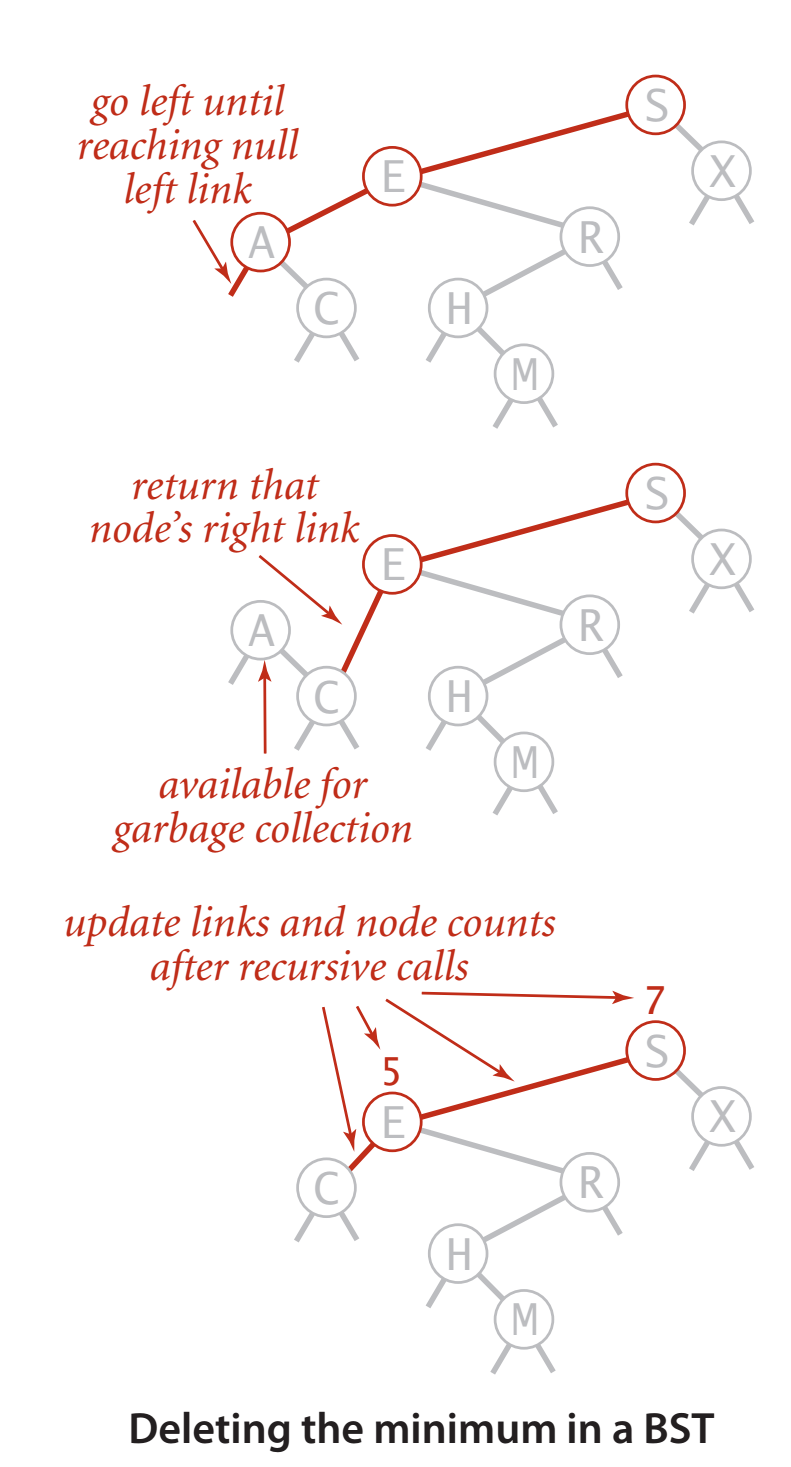 go left until
reaching null
left link
S
E
X
A
R
C
H
M
return that
node's right link
S
E
X
A
R
C
H
M
available for
garbage collection
update links and node counts
after recursive calls
7
S
5
E
X
C
R
H
M
Deleting the minimum in a BST